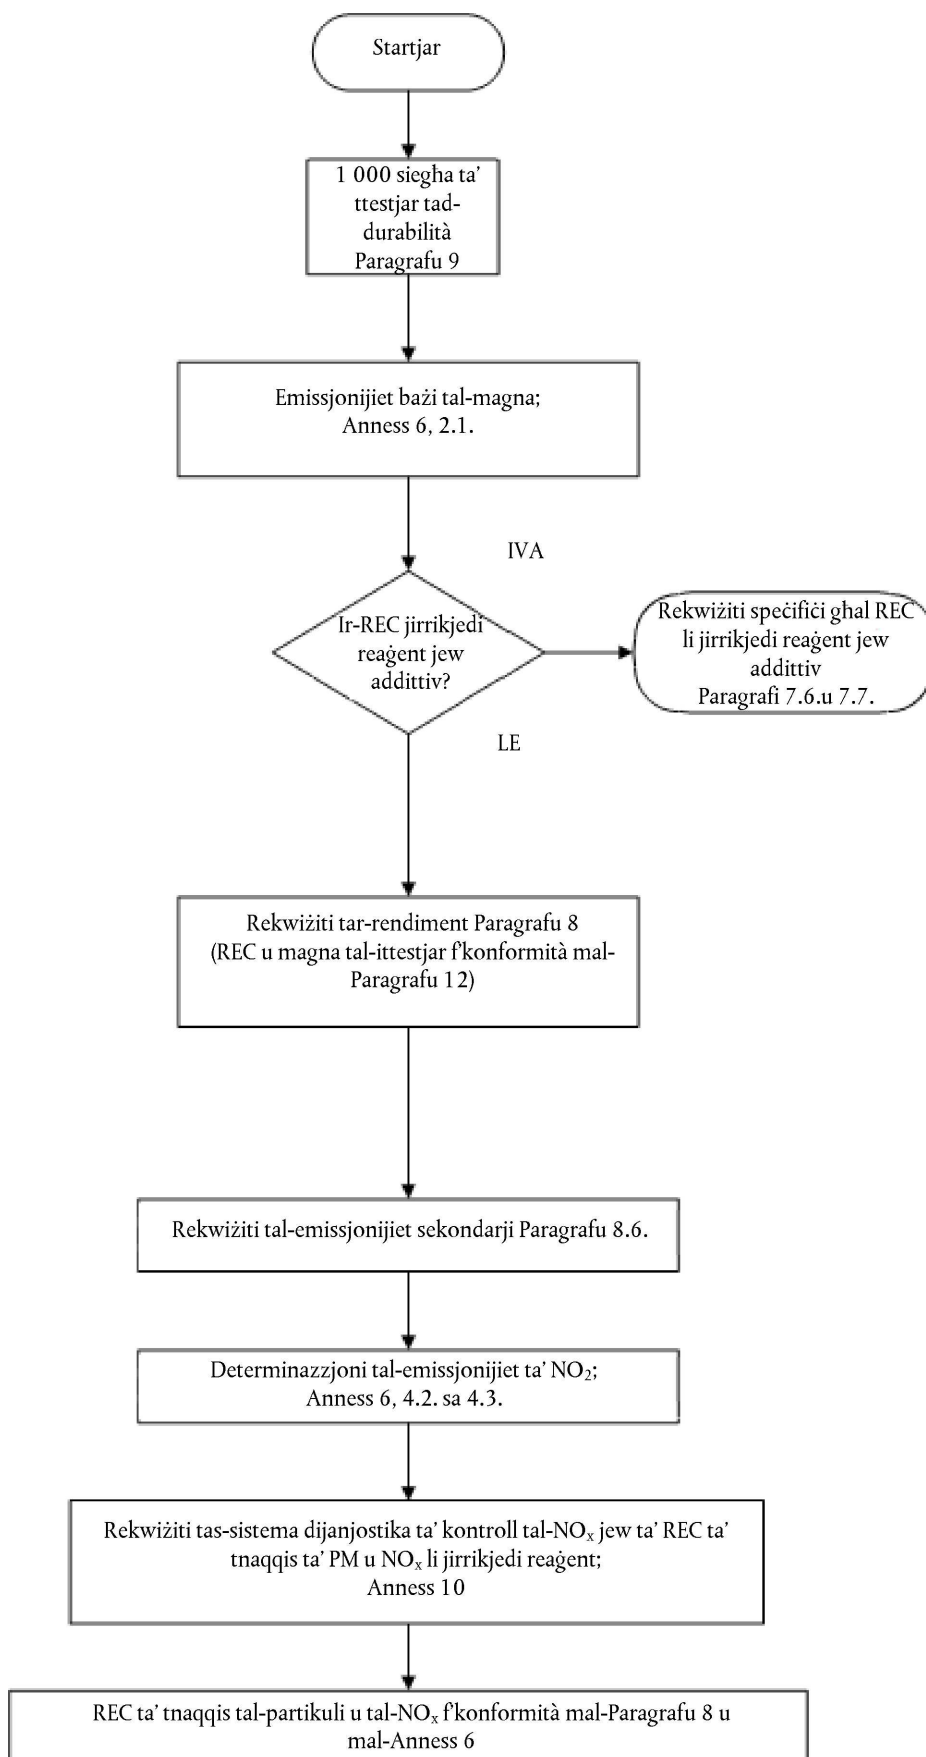 Startjar
1 000 siegħa ta’
ttestjar tad-
durabilità
Paragrafu 9
Emissjonijiet bażi tal-magna;
Anness 6, 2.1.
IVA
Ir-REC jirrikjedi
reaġent jew
addittiv?
Rekwiżiti speċifiċi għal REC
li jirrikjedi reaġent jew
addittiv
Paragrafi 7.6.u 7.7.
LE
Rekwiżiti tar-rendiment Paragrafu 8
(REC u magna tal-ittestjar f’konformità mal-
Paragrafu 12)
Rekwiżiti tal-emissjonijiet sekondarji Paragrafu 8.6.
Determinazzjoni tal-emissjonijiet ta’ NO₂;
Anness 6, 4.2. sa 4.3.
Rekwiżiti tas-sistema dijanjostika ta’ kontroll tal-NOₓ jew ta’ REC ta’
tnaqqis ta’ PM u NOₓ li jirrikjedi reaġent;
Anness 10
REC ta’ tnaqqis tal-partikuli u tal-NOₓ f’konformità mal-Paragrafu 8 u
mal-Anness 6